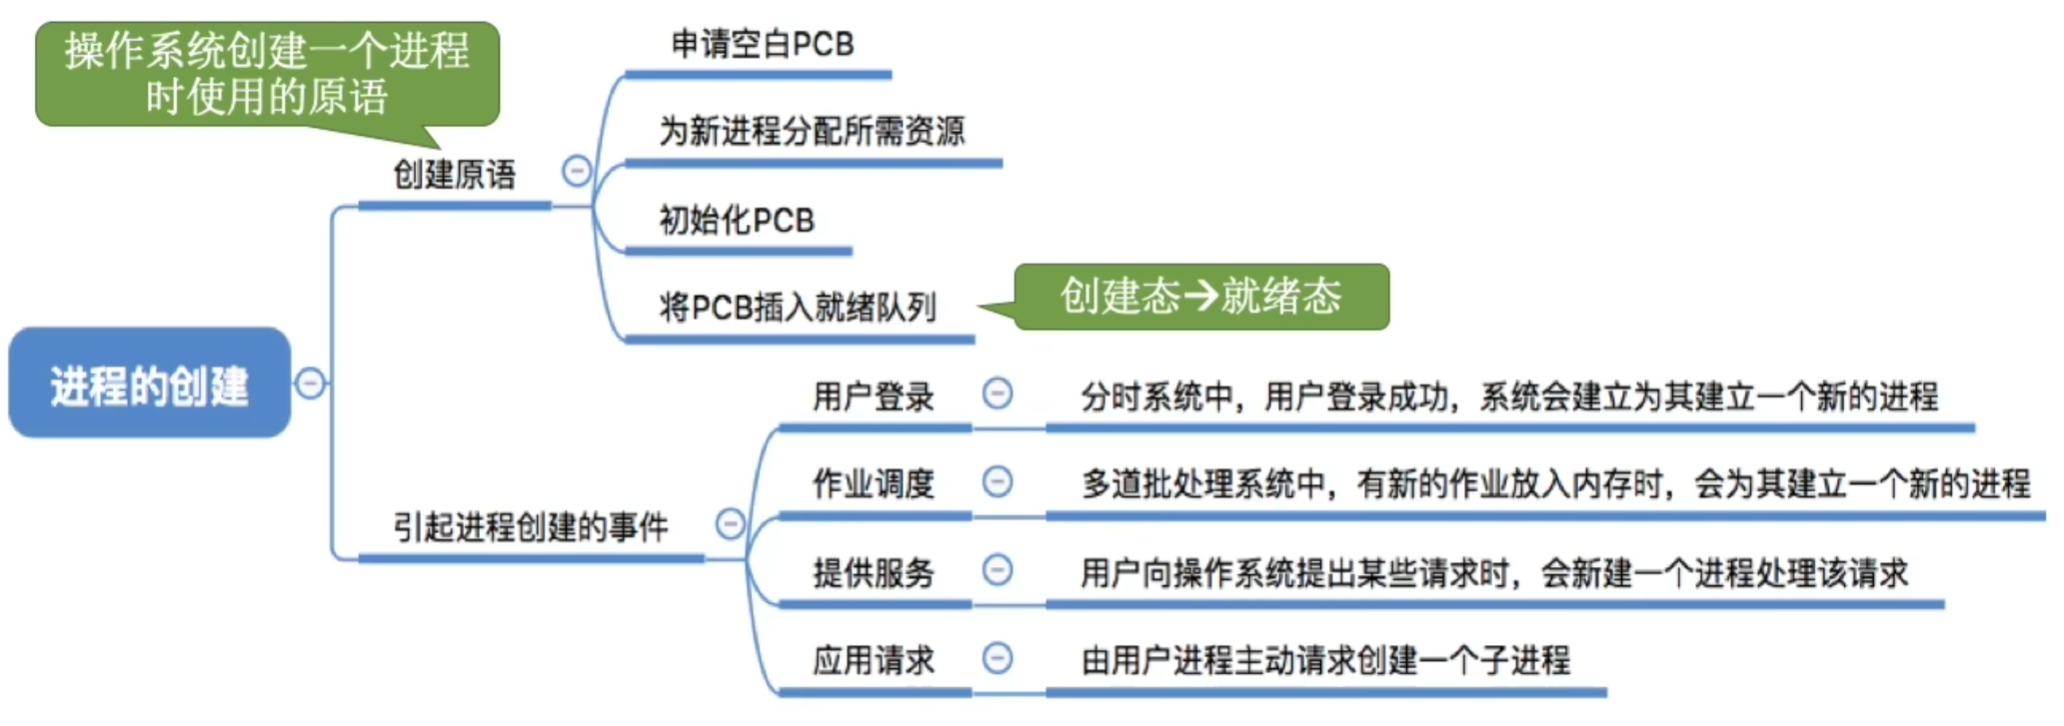 操作系统创建一个进程
时使用的原语
创建原语
申请空白PCB
为新进程分配所需资源
初始化PCB
将PCB插入就绪队列
创建态→就绪态
进程的创建
引起进程创建的事件
用户登录
分时系统中，用户登录成功，系统会建立为其建立一个新的进程
作业调度
多道批处理系统中，有新的作业放入内存时，会为其建立一个新的进程
提供服务
用户向操作系统提出某些请求时，会新建一个进程处理该请求
应用请求
由用户进程主动请求创建一个子进程